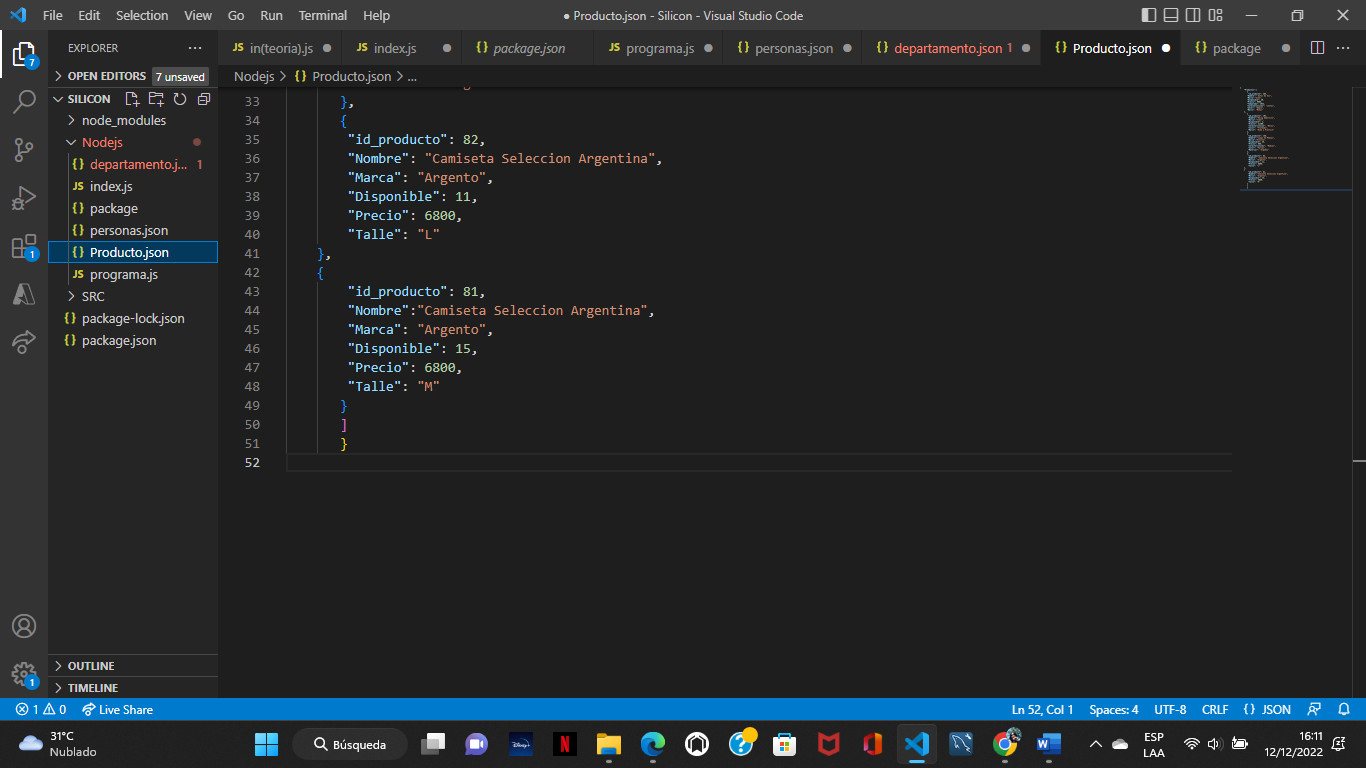 File Edit Selection View Go Run Terminal Help
● Producto.json - Silicon - Visual Studio Code
EXPLORER
in(teoria).js
index.js
package.json
programa.js
personas.json
departamento.json 1
Producto.json
package
OPEN EDITORS 7 unsaved
Nodejs > {} Producto.json > ...
SILICON
node_modules
Nodejs
departamento.j... 1
index.js
package
personas.json
Producto.json
programa.js
SRC
package-lock.json
package.json
33 },
34 {
35 "id_producto": 82,
36 "Nombre": "Camiseta Seleccion Argentina",
37 "Marca": "Argento",
38 "Disponible": 11,
39 "Precio": 6800,
40 "Talle": "L"
41 },
42 {
43 "id_producto": 81,
44 "Nombre":"Camiseta Seleccion Argentina",
45 "Marca": "Argento",
46 "Disponible": 15,
47 "Precio": 6800,
48 "Talle": "M"
49 }
50 ]
51 }
52
7
1
1
OUTLINE
TIMELINE
1 0 Live Share
Ln 52, Col 1 Spaces: 4 UTF-8 CRLF {} JSON
31°C
Nublado
Búsqueda
ESP
LAA
16:11
12/12/2022